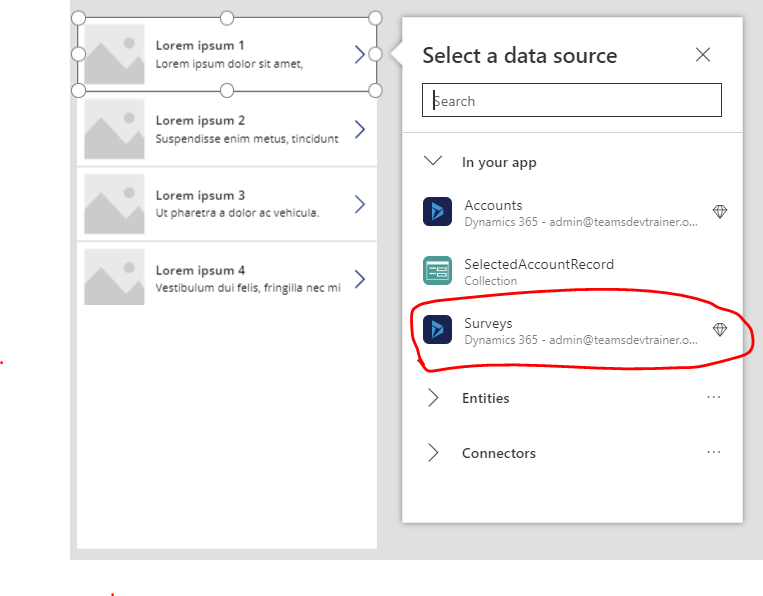 Lorem ipsum 1
Lorem ipsum dolor sit amet,
Lorem ipsum 2
Suspendisse enim metus, tincidunt
Lorem ipsum 3
Ut pharetra a dolor ac vehicula.
Lorem ipsum 4
Vestibulum dui felis, fringilla nec mi
Select a data source
Search
In your app
Accounts
Dynamics 365 - admin@teamsdevtrainer.o...
SelectedAccountRecord
Collection
Surveys
Dynamics 365 - admin@teamsdevtrainer.o...
Entities
Connectors